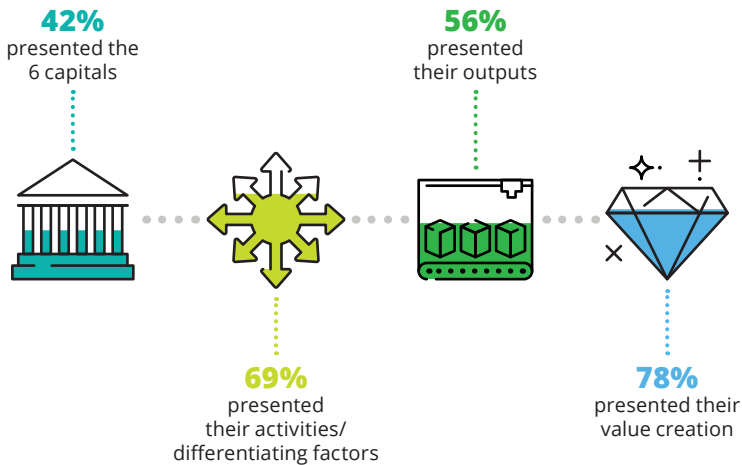 42%
presented the
6 capitals
56%
presented
their outputs
69%
presented
their activities/
differentiating factors
78%
presented their
value creation